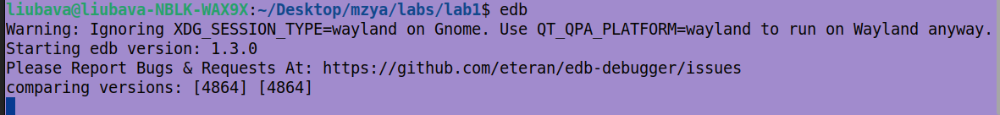 liubava@liubava-NBLK-WAX9X:~/Desktop/mzya/labs/lab1$ edb
Warning: Ignoring XDG_SESSION_TYPE=wayland on Gnome. Use QT_QPA_PLATFORM=wayland to run on Wayland anyway.
Starting edb version: 1.3.0
Please Report Bugs & Requests At: https://github.com/eteran/edb-debugger/issues
comparing versions: [4864] [4864]